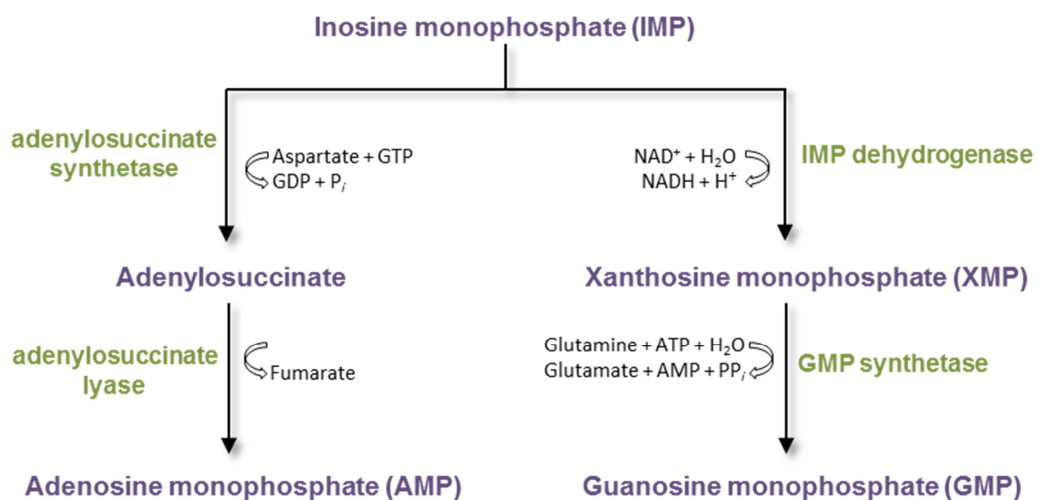 Inosine monophosphate (IMP)
adenylosuccinate
synthetase
Aspartate + GTP
GDP + Pi
NAD⁺ + H₂O
NADH + H⁺
IMP dehydrogenase
Adenylosuccinate
Xanthosine monophosphate (XMP)
adenylosuccinate
lyase
Fumarate
Glutamine + ATP + H₂O
Glutamate + AMP + PPi
GMP synthetase
Adenosine monophosphate (AMP)
Guanosine monophosphate (GMP)